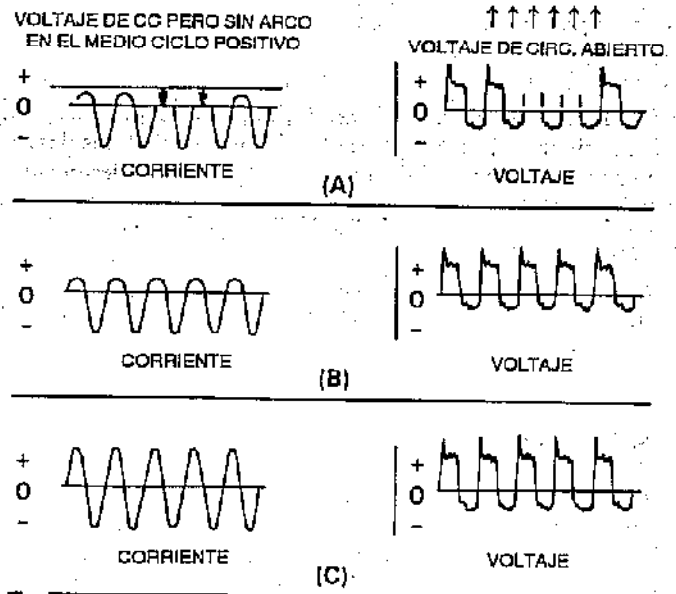 VOLTAJE DE CC PERO SIN ARCO
EN EL MEDIO CICLO POSITIVO
VOLTAJE DE CIRC. ABIERTO
+
0
-
CORRIENTE
+
0
-
VOLTAJE
(A)
+
0
-
CORRIENTE
+
0
-
VOLTAJE
(B)
+
0
-
CORRIENTE
+
0
-
VOLTAJE
(C)